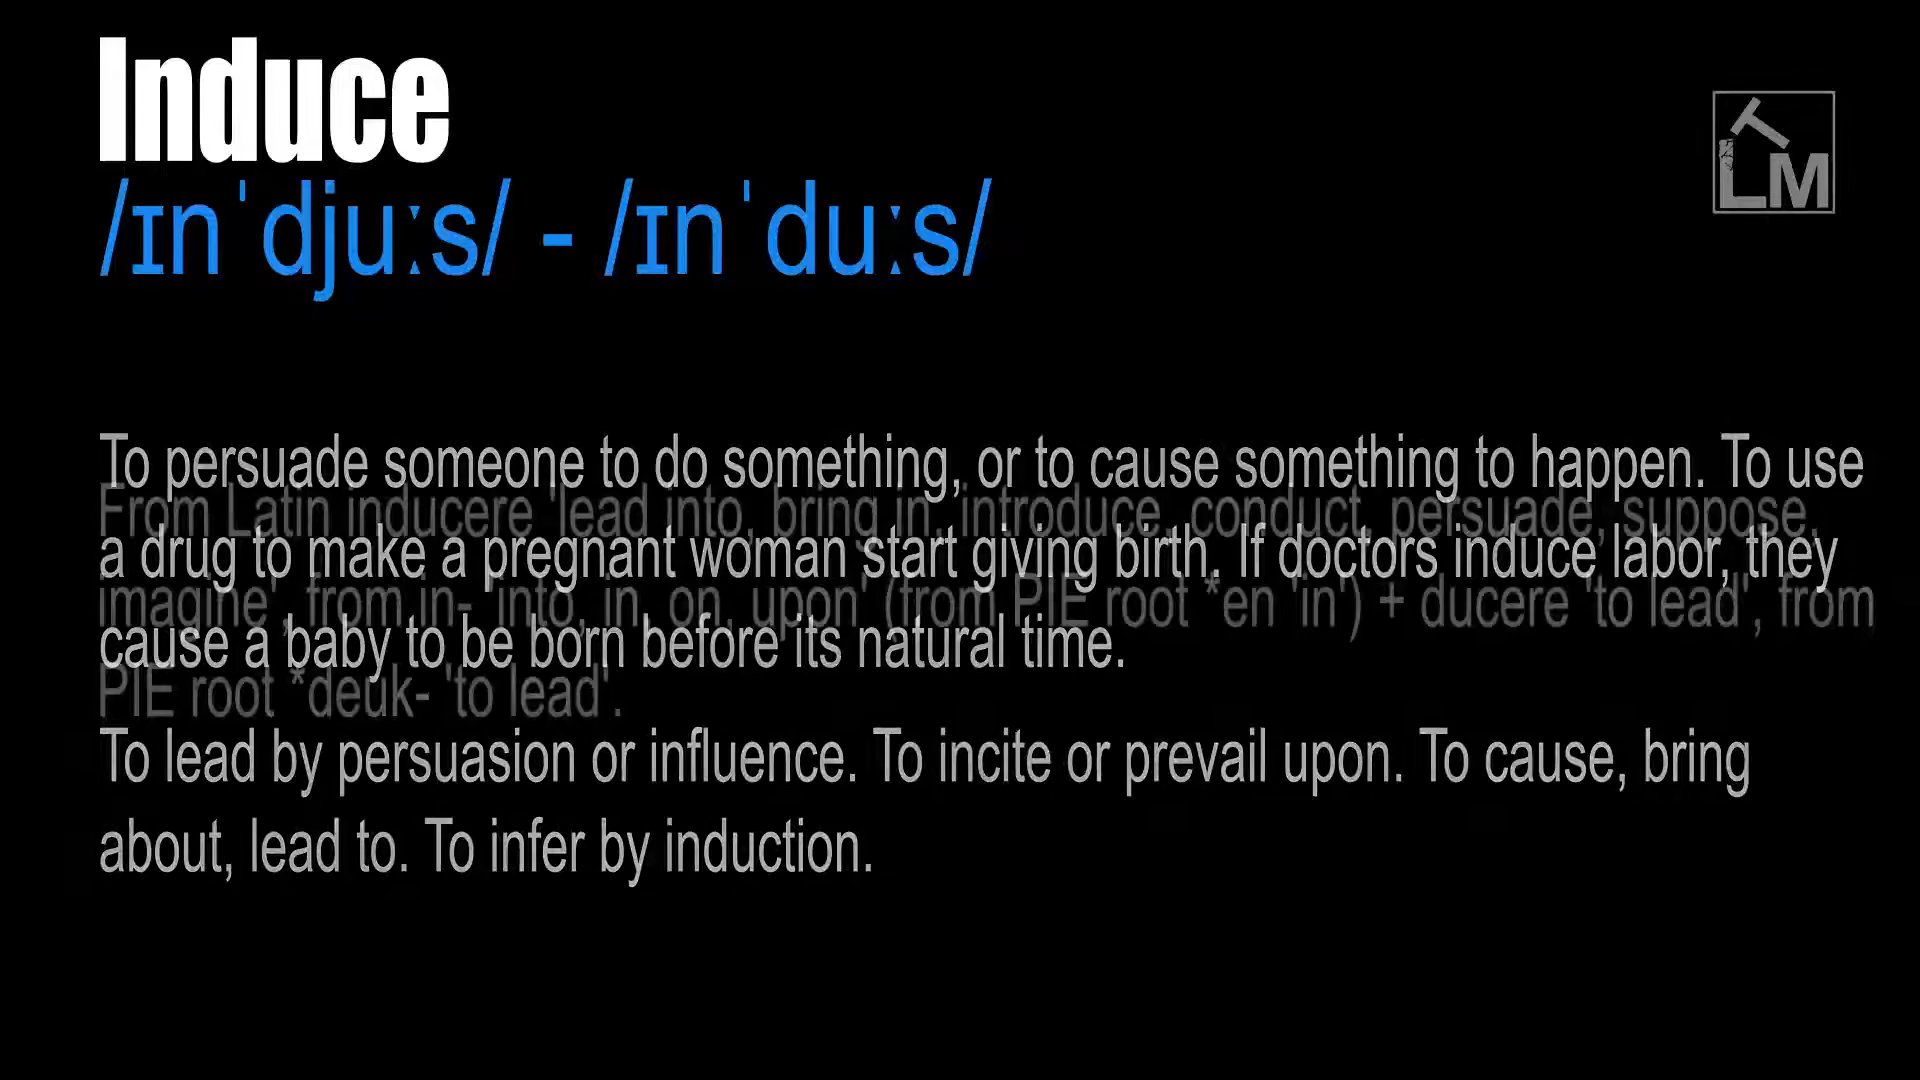 Induce
/ɪnˈdjuːs/ - /ɪnˈduːs/
LTM
To persuade someone to do something, or to cause something to happen. To use
a drug to make a pregnant woman start giving birth. If doctors induce labor, they
cause a baby to be born before its natural time.
To lead by persuasion or influence. To incite or prevail upon. To cause, bring
about, lead to. To infer by induction.
From Latin inducere 'lead into, bring in, introduce, conduct, persuade, suppose,
imagine', from in- 'into, in, on, upon' (from PIE root *en 'in') + ducere 'to lead', from
PIE root *deuk- 'to lead'.